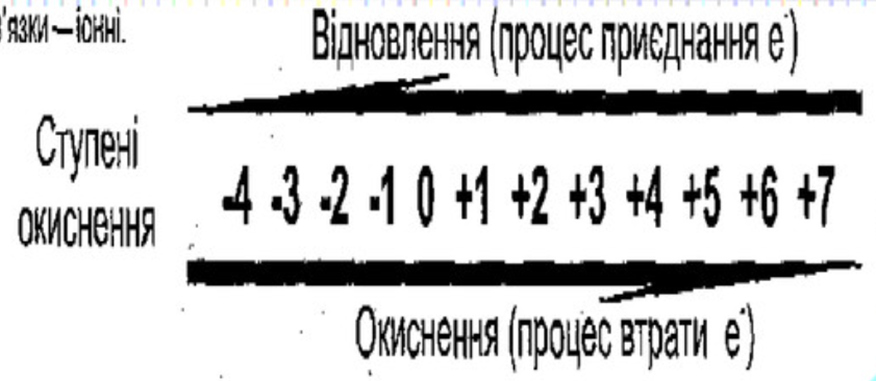 'язки – іонні.
Відновлення (процес приєднання e⁻)
Ступені
окиснення
-4 -3 -2 -1 0 +1 +2 +3 +4 +5 +6 +7
Окиснення (процес втрати e⁻)